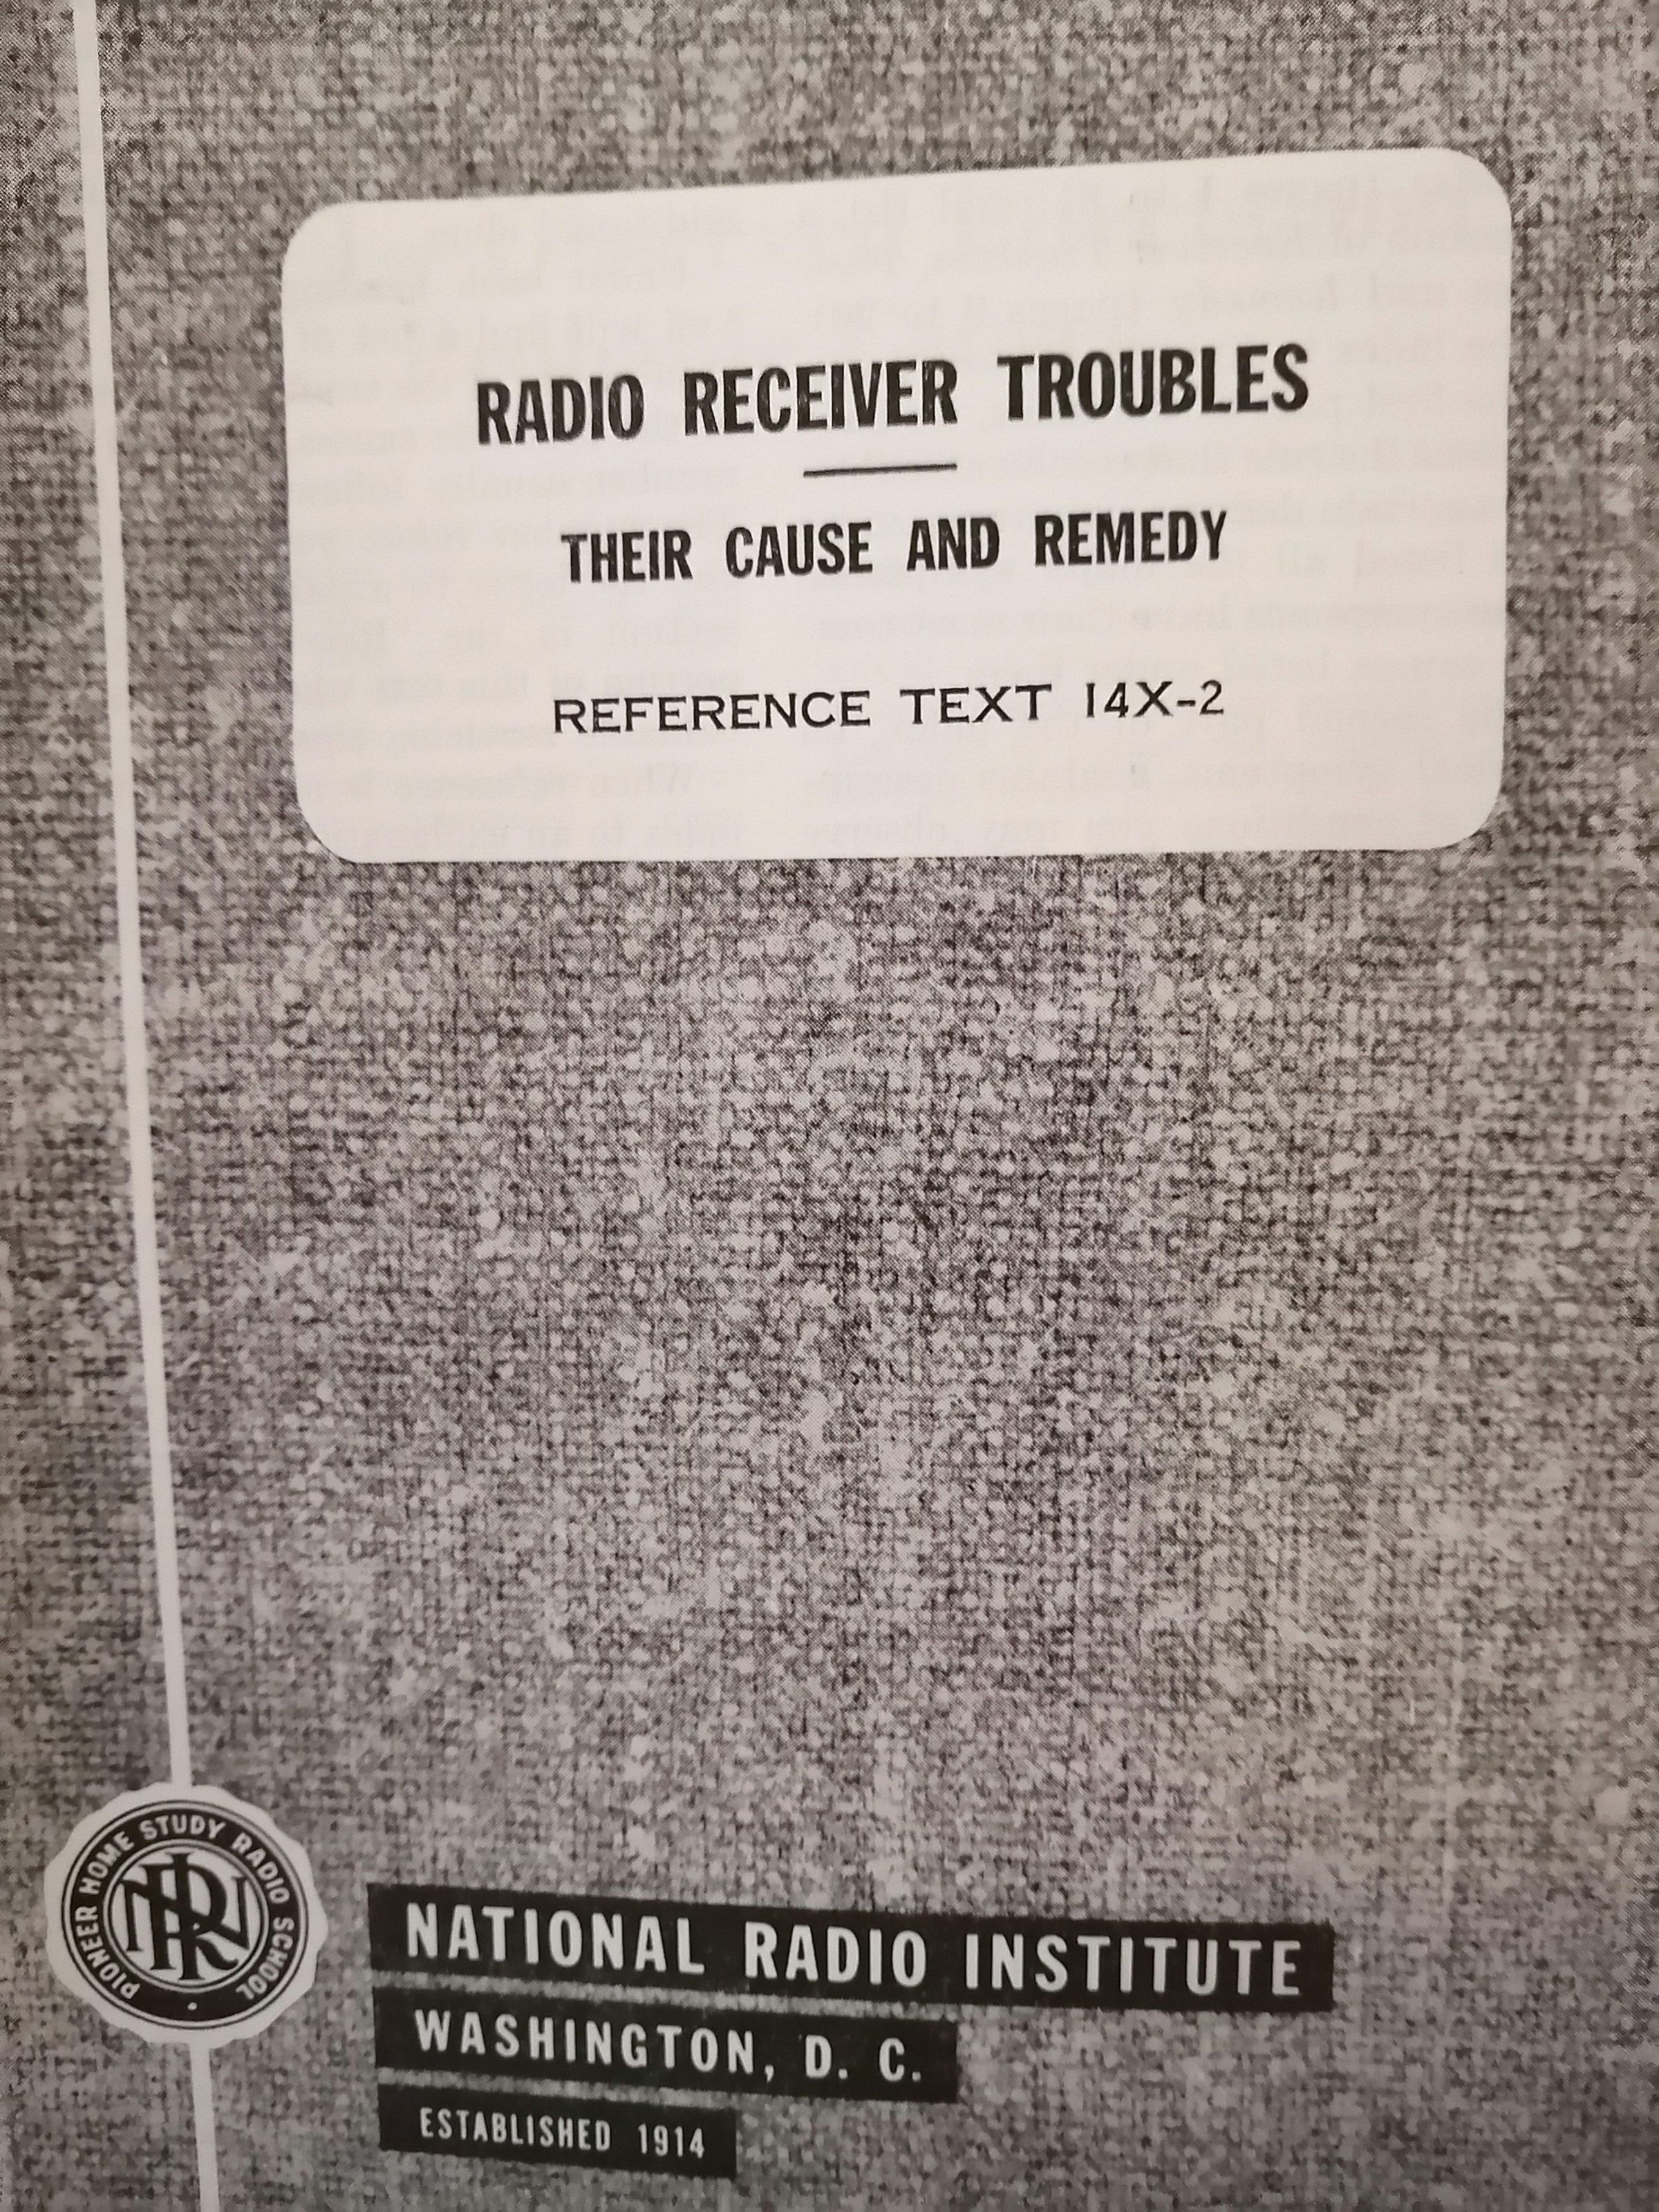 RADIO RECEIVER TROUBLES
THEIR CAUSE AND REMEDY
REFERENCE TEXT 14X-2
PIONEER HOME STUDY RADIO SCHOOL
NRI
NATIONAL RADIO INSTITUTE
WASHINGTON, D. C.
ESTABLISHED 1914